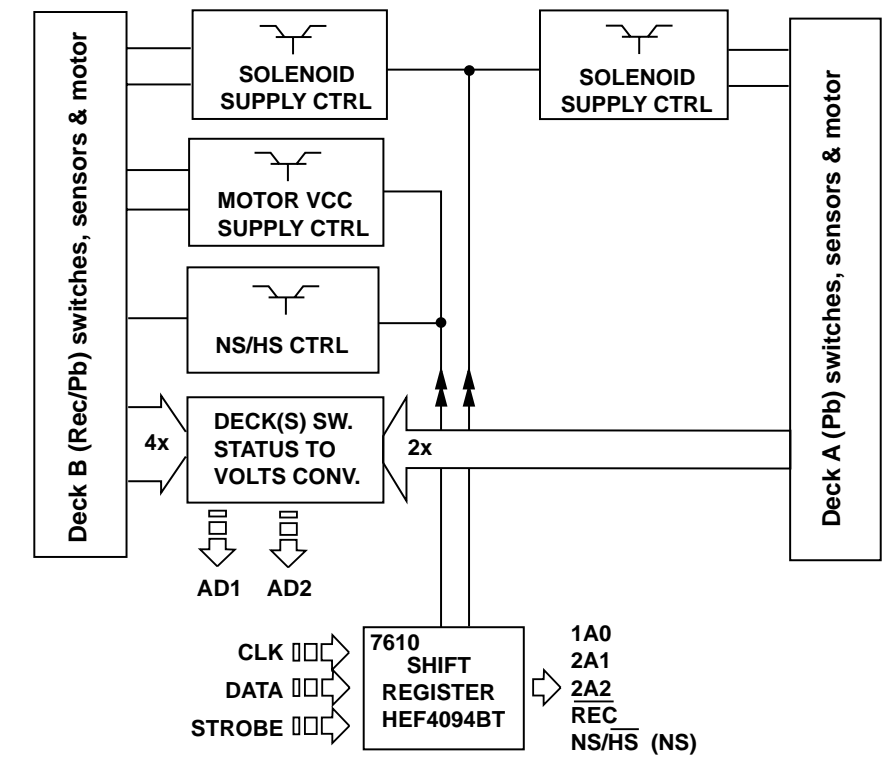 Deck B (Rec/Pb) switches, sensors & motor
SOLENOID
SUPPLY CTRL
SOLENOID
SUPPLY CTRL
Deck A (Pb) switches, sensors & motor
MOTOR VCC
SUPPLY CTRL
NS/HS CTRL
4x
DECK(S) SW.
STATUS TO
VOLTS CONV.
2x
AD1
AD2
CLK
DATA
STROBE
7610
SHIFT
REGISTER
HEF4094BT
1A0
2A1
2A2
R̅E̅C̅
NS/H̅S̅ (NS)